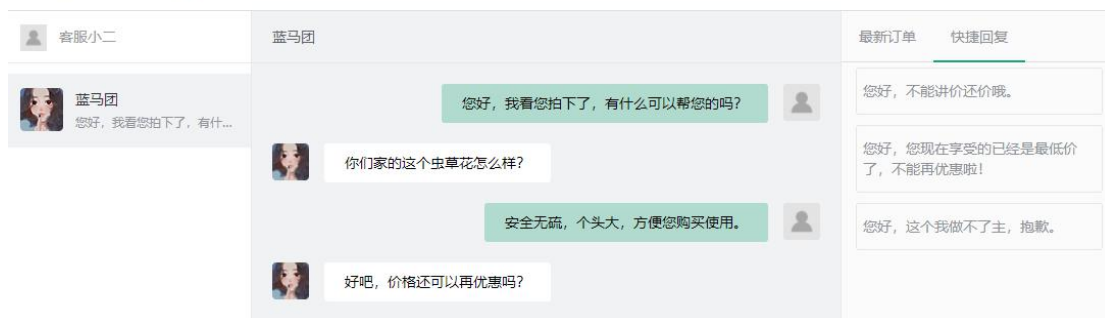 客服小二
蓝马团
您好，我看您拍下了，有什...
蓝马团
您好，我看您拍下了，有什么可以帮您的吗？
你们家的这个虫草花怎么样？
安全无硫，个头大，方便您购买使用。
好吧，价格还可以再优惠吗？
最新订单
快捷回复
您好，不能讲价还价哦。
您好，您现在享受的已经是最低价
了，不能再优惠啦！
您好，这个我做不了主，抱歉。